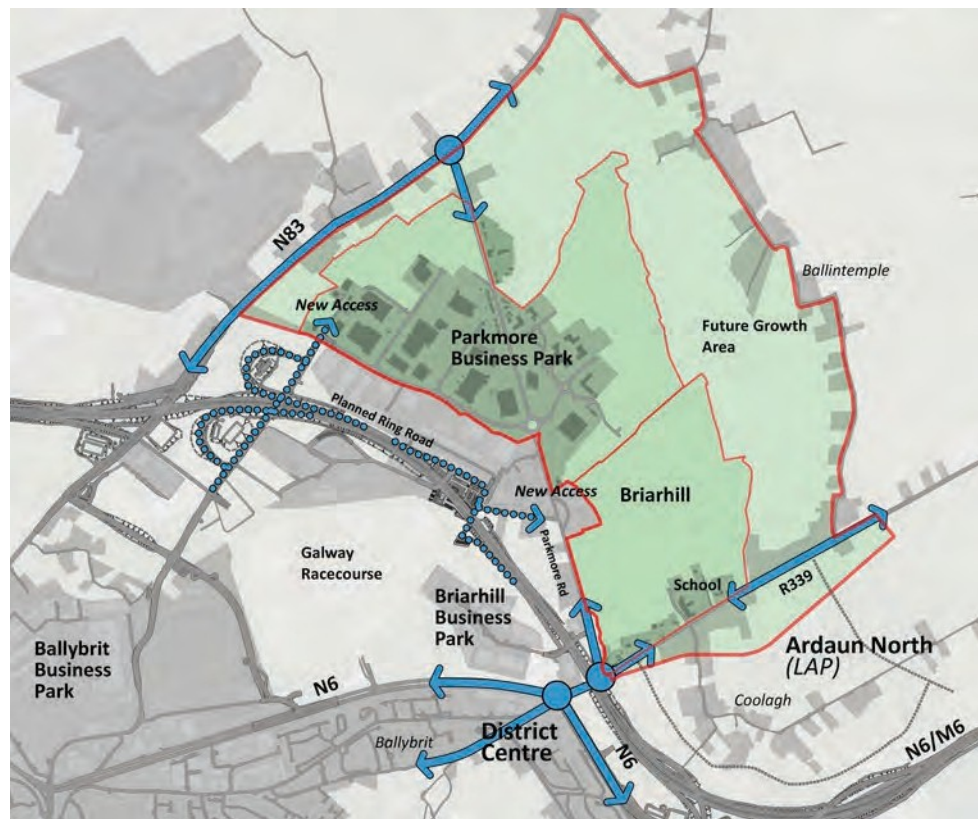 N83
New Access
Parkmore
Business Park
Ballintemple
Future Growth
Area
Planned Ring Road
New Access
Briarhill
Parkmore Rd
Galway
Racecourse
School
R339
Briarhill
Business
Park
Ballybrit
Business
Park
Ardaun North
(LAP)
N6
Coolagh
District
Centre
Ballybrit
N6
N6/M6